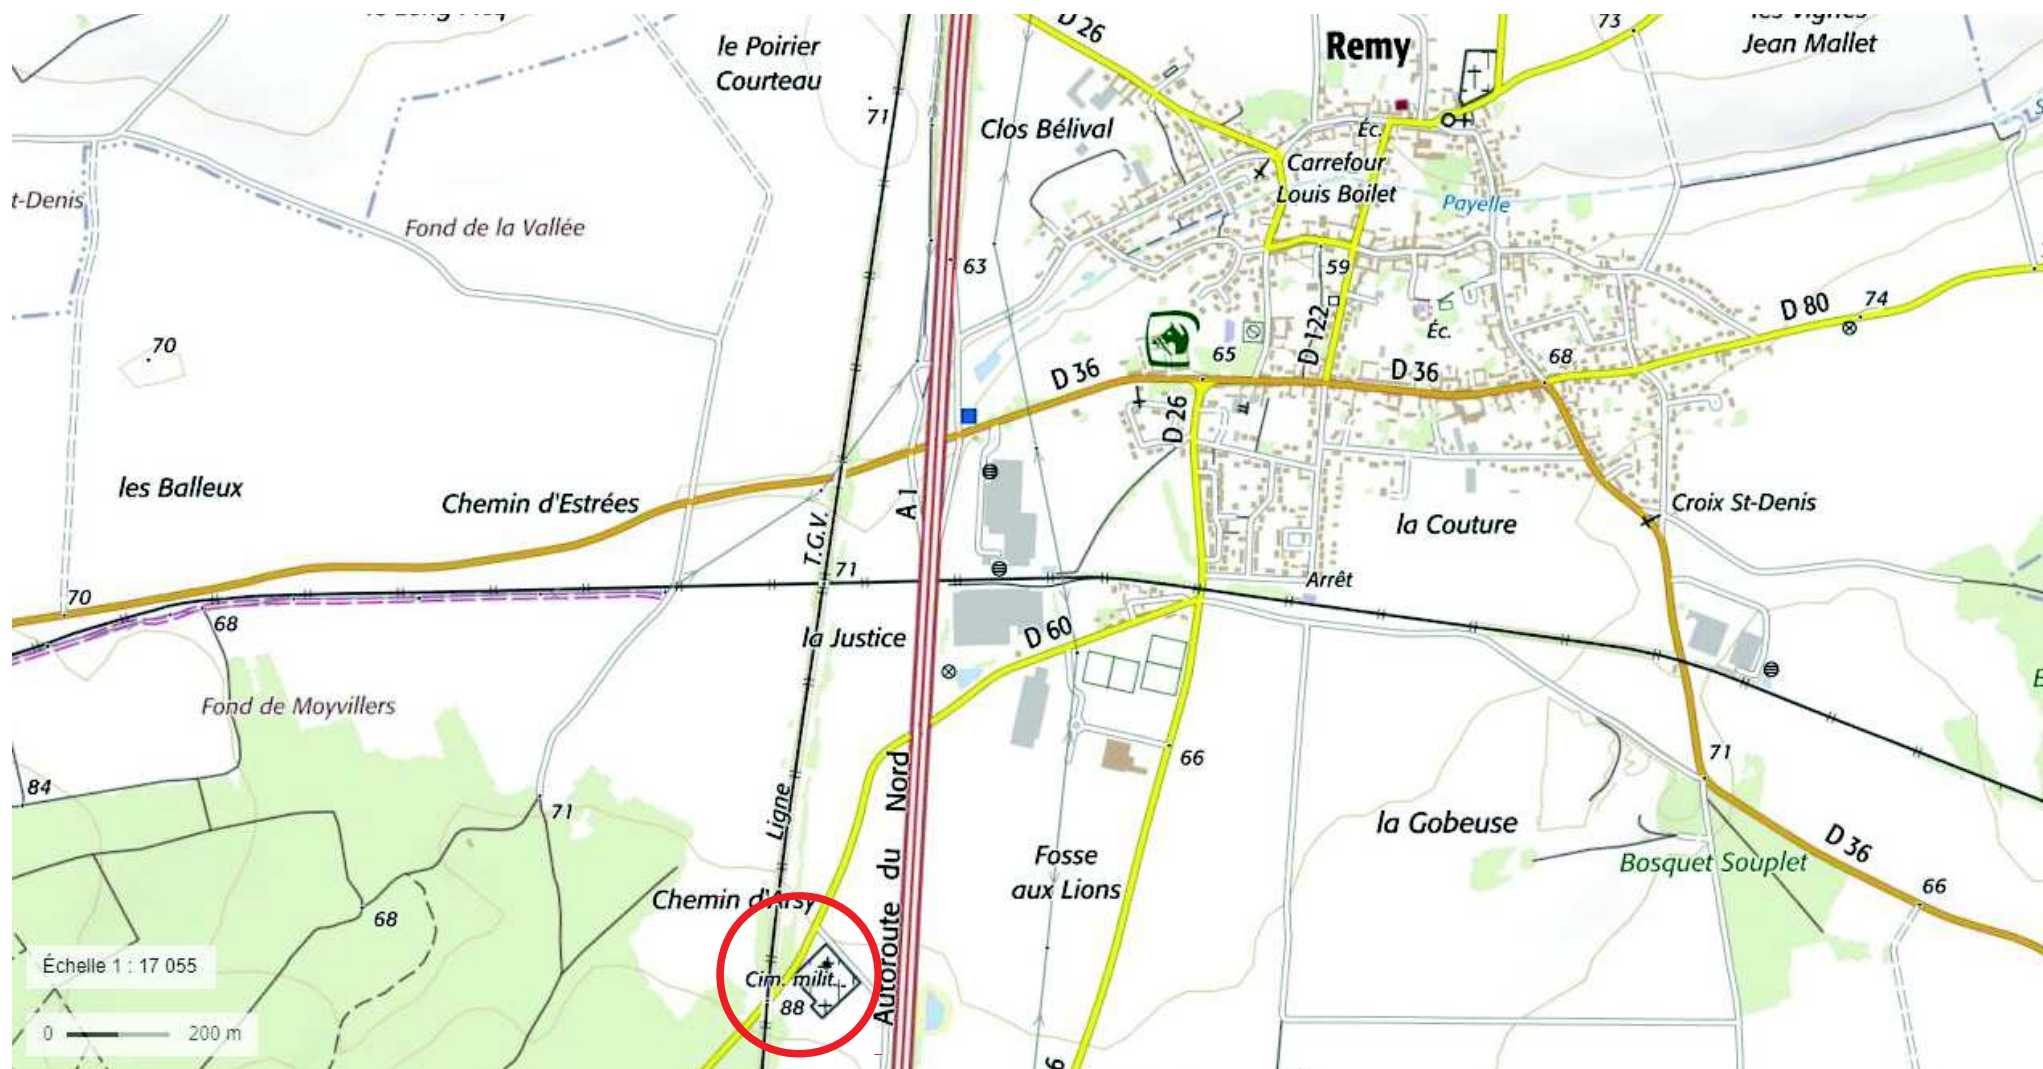 D 26
73
le Poirier
Courteau
Remy
Jean Mallet
71
Clos Bélival
Éc.
Carrefour
Louis Boilet
Payelle
t-Denis
Fond de la Vallée
63
59
D 122
Éc.
D 80
74
70
65
68
D 36
D 36
D 26
les Balleux
Chemin d'Estrées
A 1
T.G.V.
la Couture
Croix St-Denis
71
Arrêt
70
68
la Justice
D 60
Fond de Moyvillers
66
71
84
71
Ligne
Autoroute du Nord
la Gobeuse
D 36
Fosse
aux Lions
Bosquet Souplet
66
Chemin d'Arsy
68
Échelle 1 : 17 055
Cim. milit.
88
0 200 m
6